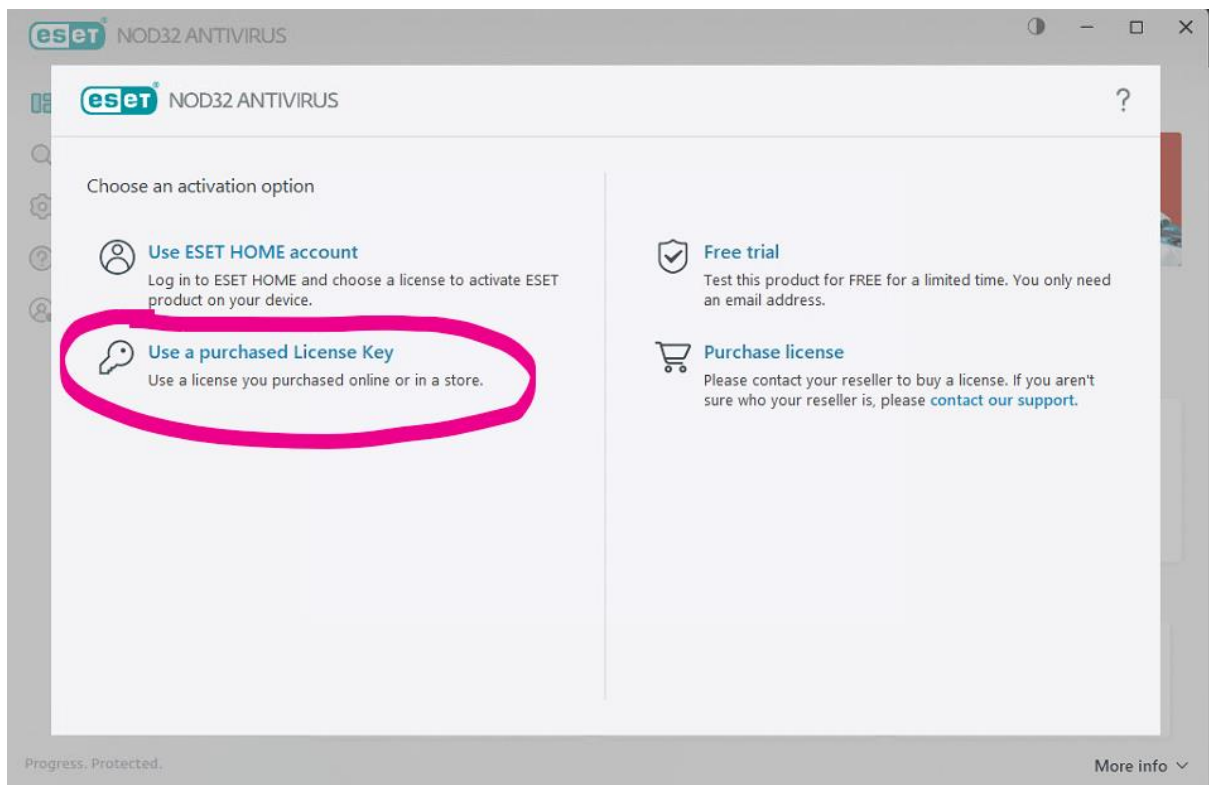 eset NOD32 ANTIVIRUS
eset NOD32 ANTIVIRUS
?
Choose an activation option
Use ESET HOME account
Log in to ESET HOME and choose a license to activate ESET
product on your device.
Use a purchased License Key
Use a license you purchased online or in a store.
Free trial
Test this product for FREE for a limited time. You only need
an email address.
Purchase license
Please contact your reseller to buy a license. If you aren't
sure who your reseller is, please contact our support.
Progress. Protected.
More info